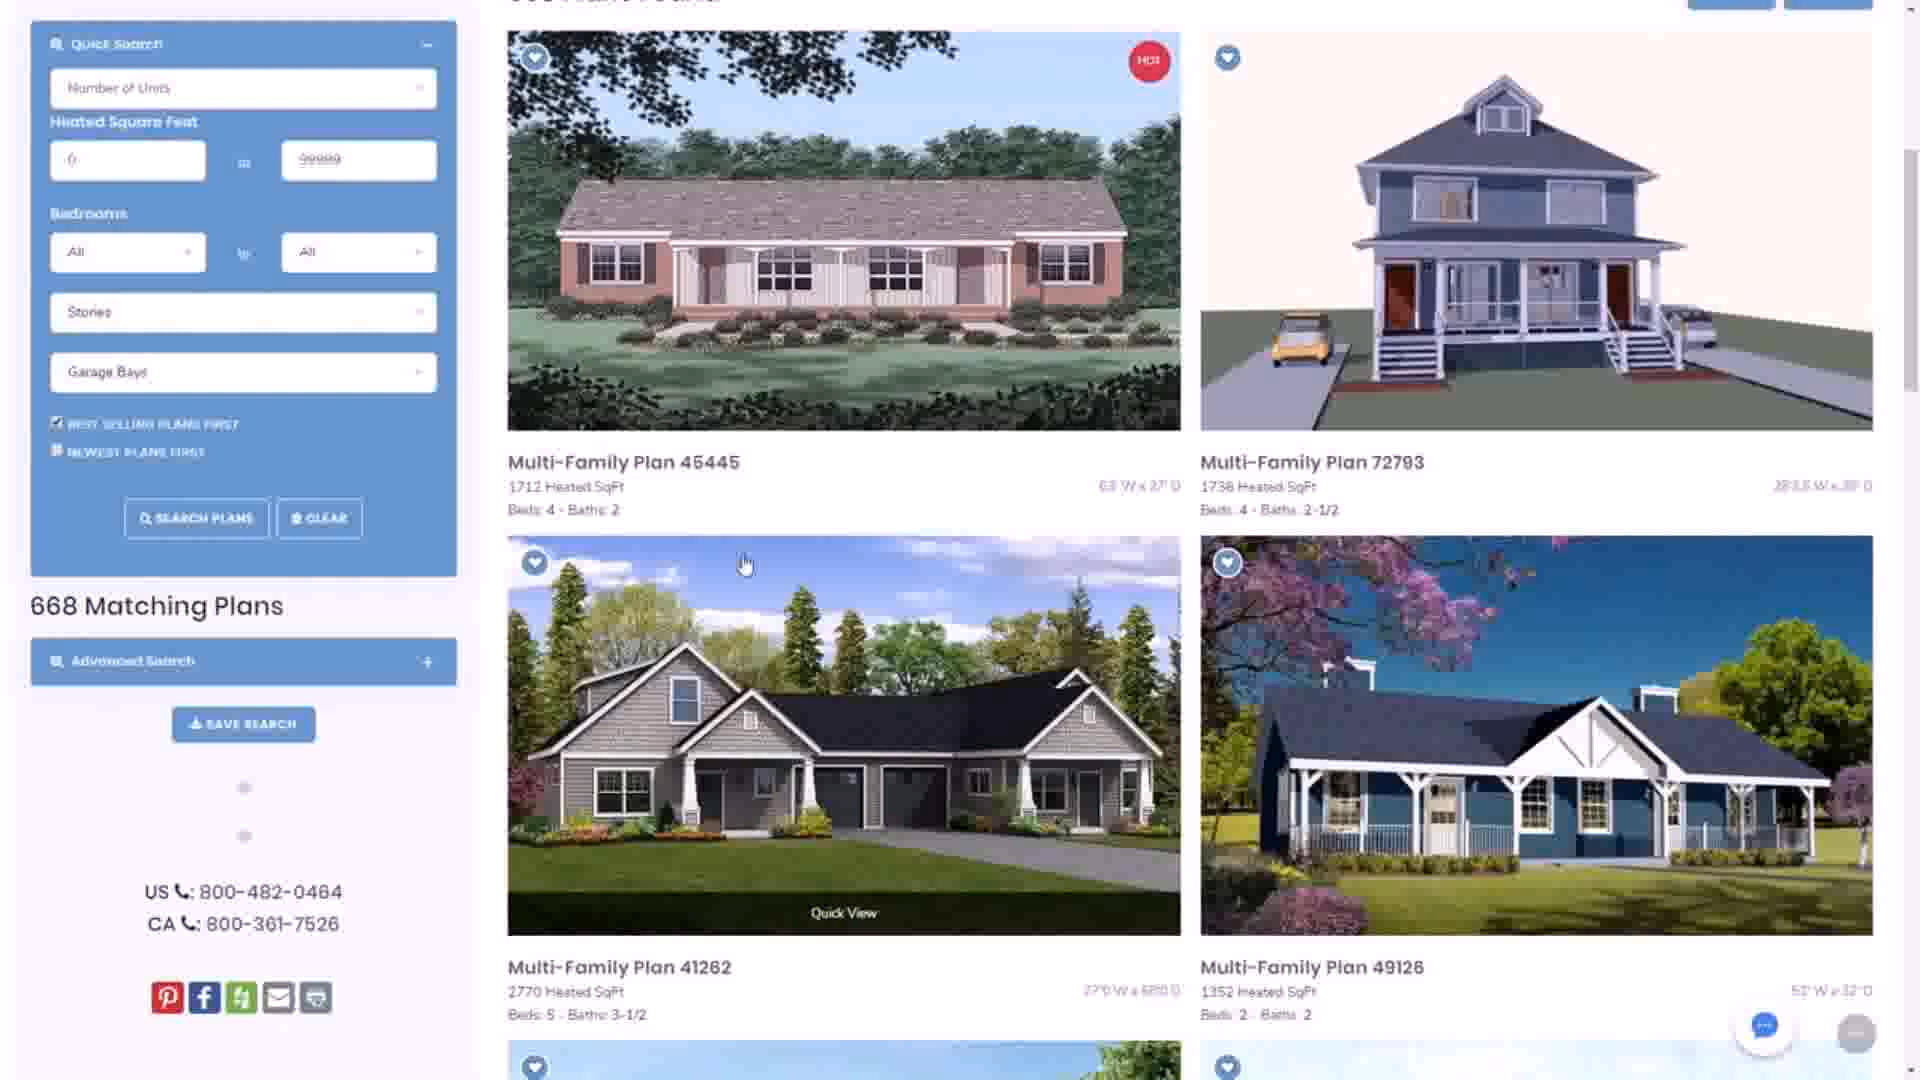 Quick Search
Number of Units
Heated Square Feet
0
to
99999
Bedrooms
All
to
All
Stories
Garage Bays
BEST SELLING PLANS FIRST
NEWEST PLANS FIRST
SEARCH PLANS
CLEAR
668 Matching Plans
Advanced Search
SAVE SEARCH
US : 800-482-0464
CA : 800-361-7526
HOT
Multi-Family Plan 45445
1712 Heated SqFt
Beds: 4 - Baths: 2
Multi-Family Plan 72793
1736 Heated SqFt
Beds: 4 - Baths: 2-1/2
Quick View
Multi-Family Plan 41262
2770 Heated SqFt
Beds: 5 - Baths: 3-1/2
Multi-Family Plan 49126
1352 Heated SqFt
Beds: 2 - Baths: 2